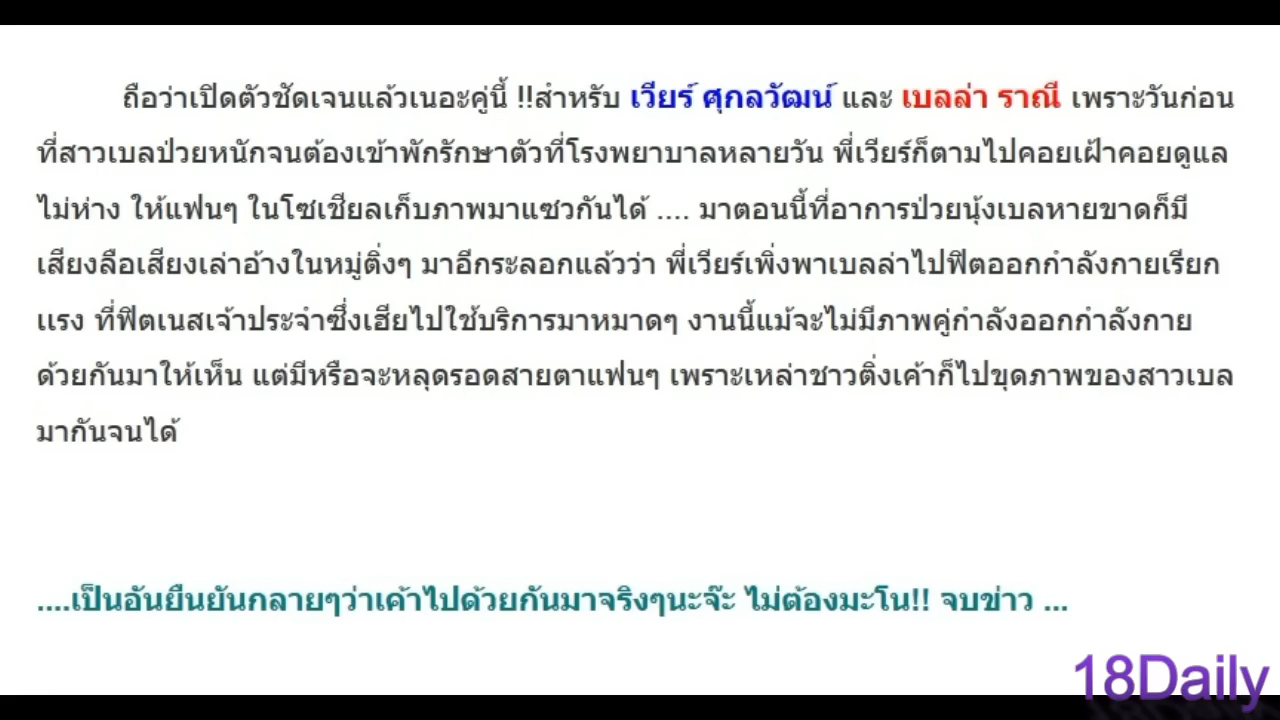 ถือว่าเปิดตัวชัดเจนแล้วเนอะคู่นี้ !!สำหรับ เวียร์ ศุกลวัฒน์ และ เบลล่า ราณี เพราะวันก่อน
ที่สาวเบลป่วยหนักจนต้องเข้าพักรักษาตัวที่โรงพยาบาลหลายวัน พี่เวียร์ก็ตามไปคอยเฝ้าคอยดูแล
ไม่ห่าง ให้แฟนๆ ในโซเชียลเก็บภาพมาแซวกันได้ .... มาตอนนี้ที่อาการป่วยนุ้งเบลหายขาดก็มี
เสียงลือเสียงเล่าอ้างในหมู่ติ่งๆ มาอีกระลอกแล้วว่า พี่เวียร์เพิ่งพาเบลล่าไปฟิตออกกำลังกายเรียก
แรง ที่ฟิตเนสเจ้าประจำซึ่งเฮียไปใช้บริการมาหมาดๆ งานนี้แม้จะไม่มีภาพคู่กำลังออกกำลังกาย
ด้วยกันมาให้เห็น แต่มีหรือจะหลุดรอดสายตาแฟนๆ เพราะเหล่าชาวติ่งเค้าก็ไปขุดภาพของสาวเบล
มากันจนได้
....เป็นอันยืนยันกลายๆว่าเค้าไปด้วยกันมาจริงๆนะจ๊ะ ไม่ต้องมะโน!! จบข่าว ...
18Daily